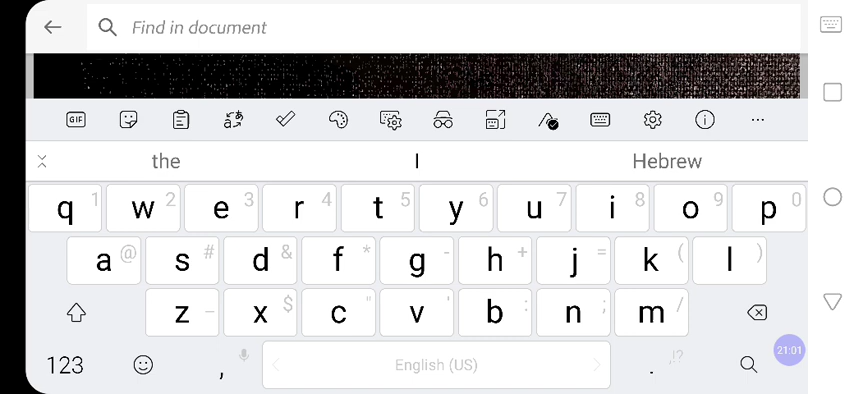 Find in document
GIF
the I Hebrew
q 1 w 2 e 3 r 4 t 5 y 6 u 7 i 8 o 9 p 0
a @ s # d & f * g - h + j = k ( l )
z _ x $ c " v ' b : n ; m /
123 , English (US) . ,!?
21:01